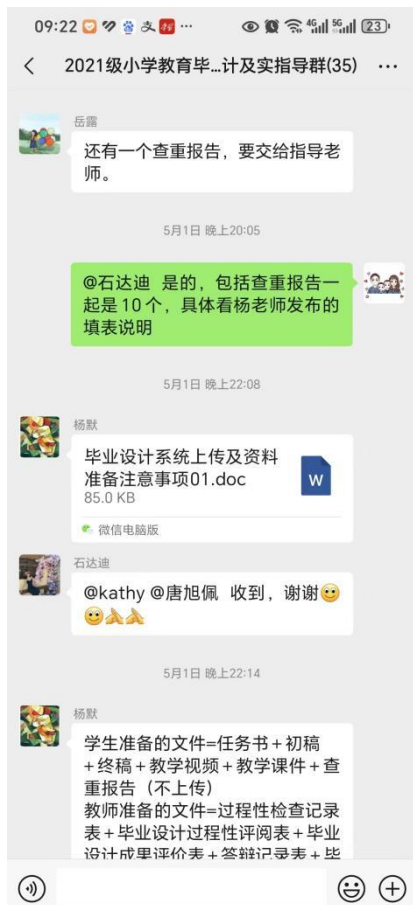 09:22
4G 5G 23
2021级小学教育毕...计及实指导群(35)
岳露
还有一个查重报告，要交给指导老
师。
5月1日 晚上20:05
@石达迪 是的，包括查重报告一
起是10个，具体看杨老师发布的
填表说明
5月1日 晚上22:08
杨默
毕业设计系统上传及资料
准备注意事项01.doc
W
85.0 KB
微信电脑版
石达迪
@kathy @唐旭佩 收到，谢谢
5月1日 晚上22:14
杨默
学生准备的文件=任务书+初稿
+终稿+教学视频+教学课件+查
重报告（不上传）
教师准备的文件=过程性检查记录
表+毕业设计过程性评阅表+毕业
设计成果评价表+答辩记录表+毕